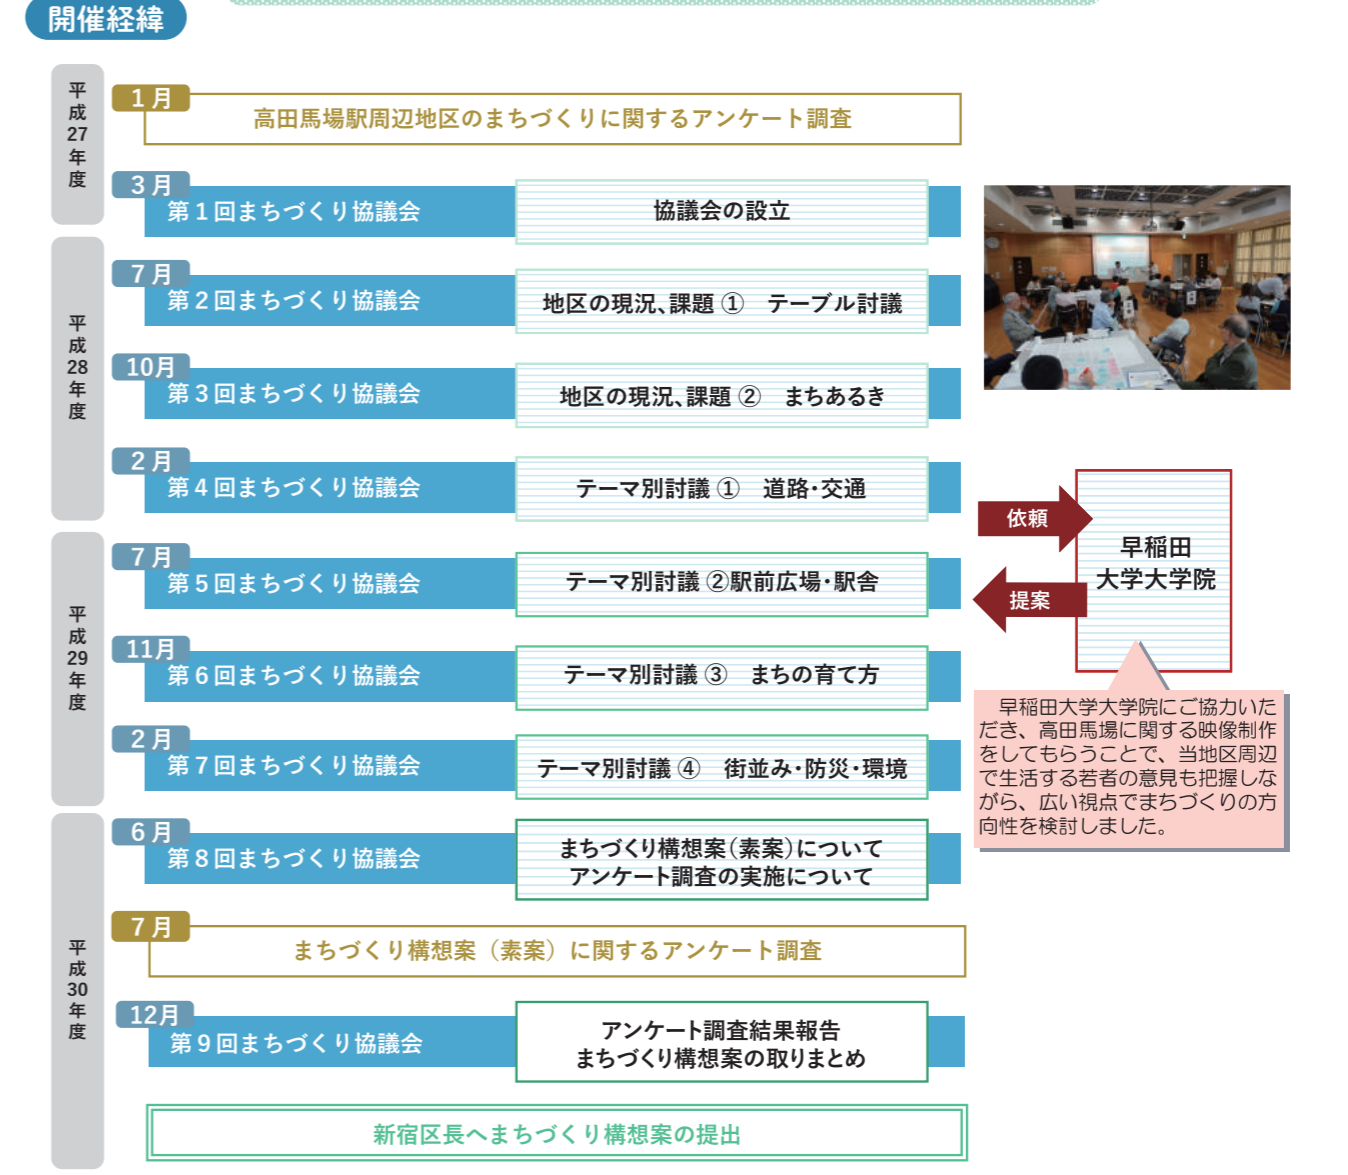 開催経緯
平成27年度
1月
高田馬場駅周辺地区のまちづくりに関するアンケート調査
3月
第1回まちづくり協議会
協議会の設立
平成28年度
7月
第2回まちづくり協議会
地区の現況、課題 ①　テーブル討議
10月
第3回まちづくり協議会
地区の現況、課題 ②　まちあるき
2月
第4回まちづくり協議会
テーマ別討議 ①　道路・交通
平成29年度
7月
第5回まちづくり協議会
テーマ別討議 ②駅前広場・駅舎
11月
第6回まちづくり協議会
テーマ別討議 ③　まちの育て方
2月
第7回まちづくり協議会
テーマ別討議 ④　街並み・防災・環境
平成30年度
6月
第8回まちづくり協議会
まちづくり構想案（素案）について
アンケート調査の実施について
7月
まちづくり構想案（素案）に関するアンケート調査
12月
第9回まちづくり協議会
アンケート調査結果報告
まちづくり構想案の取りまとめ
新宿区長へまちづくり構想案の提出
依頼
提案
早稲田
大学大学院
早稲田大学大学院にご協力いた
だき、高田馬場に関する映像制作
をしてもらうことで、当地区周辺
で生活する若者の意見も把握しな
がら、広い視点でまちづくりの方
向性を検討しました。